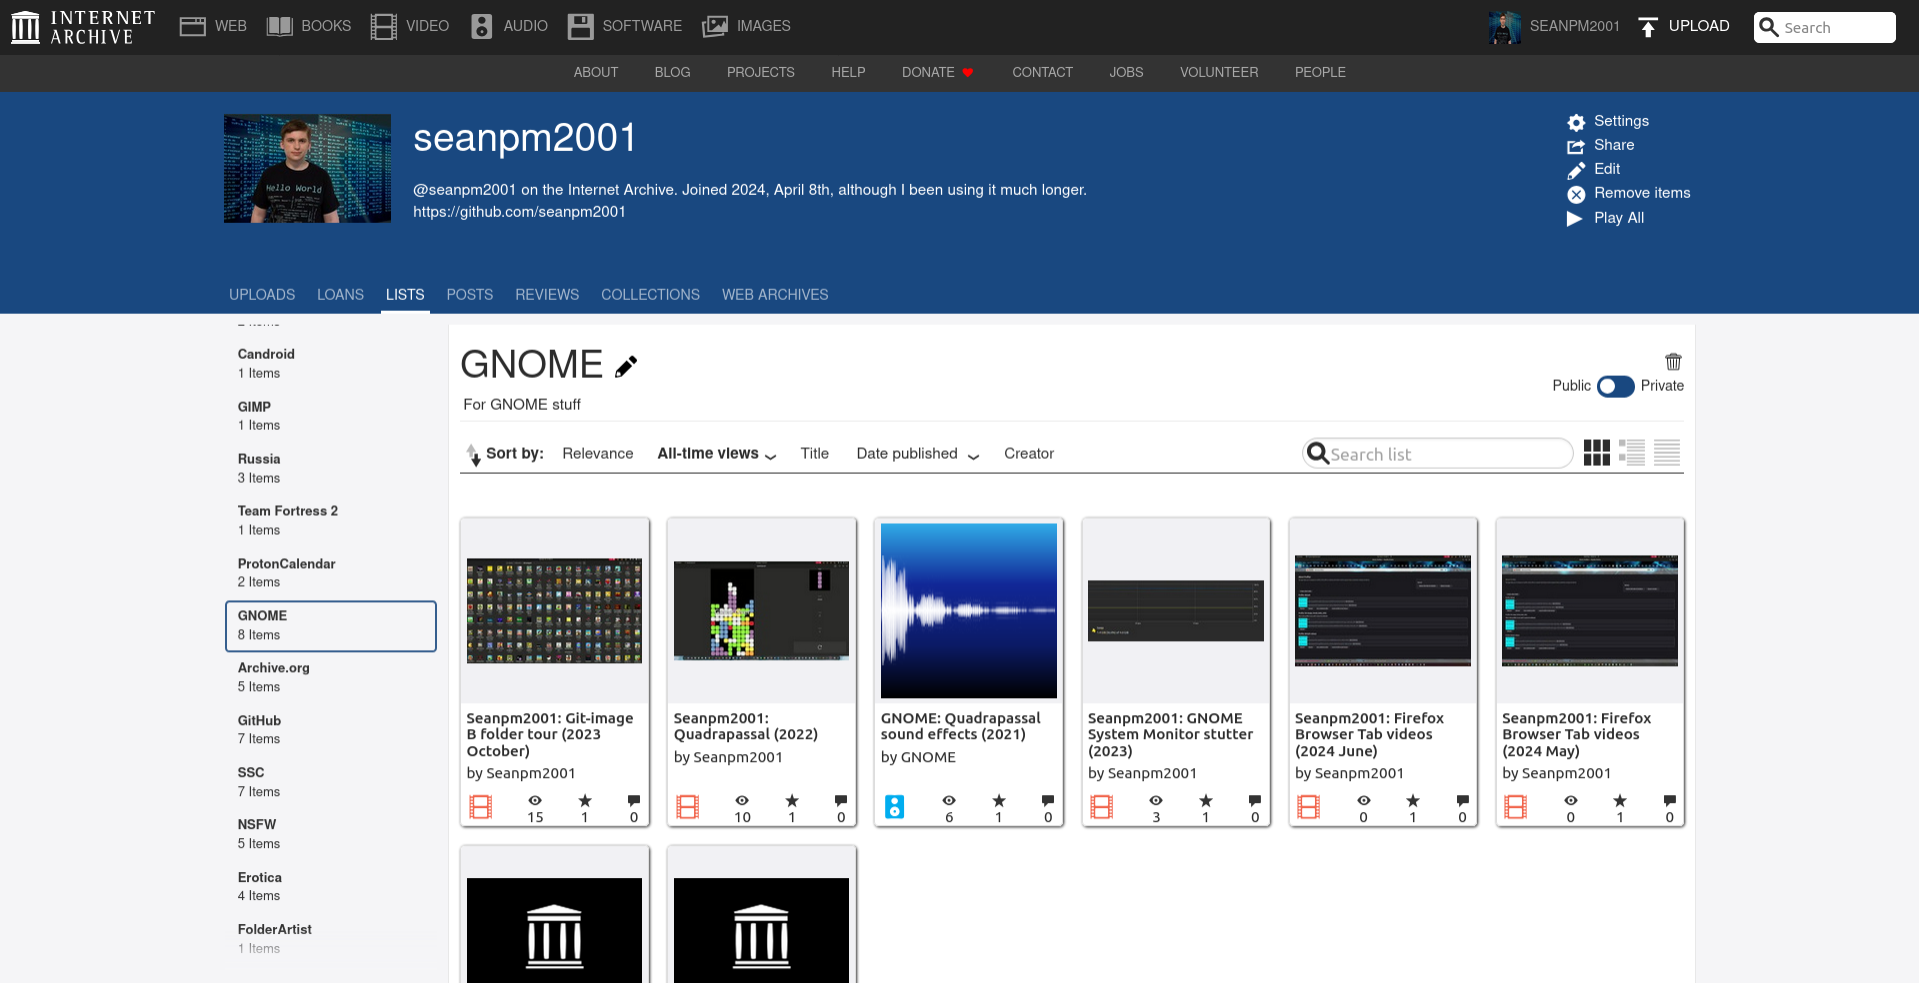 INTERNET ARCHIVE
WEB
BOOKS
VIDEO
AUDIO
SOFTWARE
IMAGES
SEANPM2001
UPLOAD
Search
ABOUT
BLOG
PROJECTS
HELP
DONATE
CONTACT
JOBS
VOLUNTEER
PEOPLE
Hello World
seanpm2001
@seanpm2001 on the Internet Archive. Joined 2024, April 8th, although I been using it much longer.
https://github.com/seanpm2001
Settings
Share
Edit
Remove items
Play All
UPLOADS
LOANS
LISTS
POSTS
REVIEWS
COLLECTIONS
WEB ARCHIVES
Candroid
1 Items
GIMP
1 Items
Russia
3 Items
Team Fortress 2
1 Items
ProtonCalendar
2 Items
GNOME
8 Items
Archive.org
5 Items
GitHub
7 Items
SSC
7 Items
NSFW
5 Items
Erotica
4 Items
FolderArtist
1 Items
GNOME
For GNOME stuff
Public
Private
Sort by:
Relevance
All-time views
Title
Date published
Creator
Search list
Seanpm2001: Git-image
B folder tour (2023
October)
by Seanpm2001
15 1 0
Seanpm2001:
Quadrapassal (2022)
by Seanpm2001
10 1 0
GNOME: Quadrapassal
sound effects (2021)
by GNOME
6 1 0
Seanpm2001: GNOME
System Monitor stutter
(2023)
by Seanpm2001
3 1 0
Seanpm2001: Firefox
Browser Tab videos
(2024 June)
by Seanpm2001
0 1 0
Seanpm2001: Firefox
Browser Tab videos
(2024 May)
by Seanpm2001
0 1 0